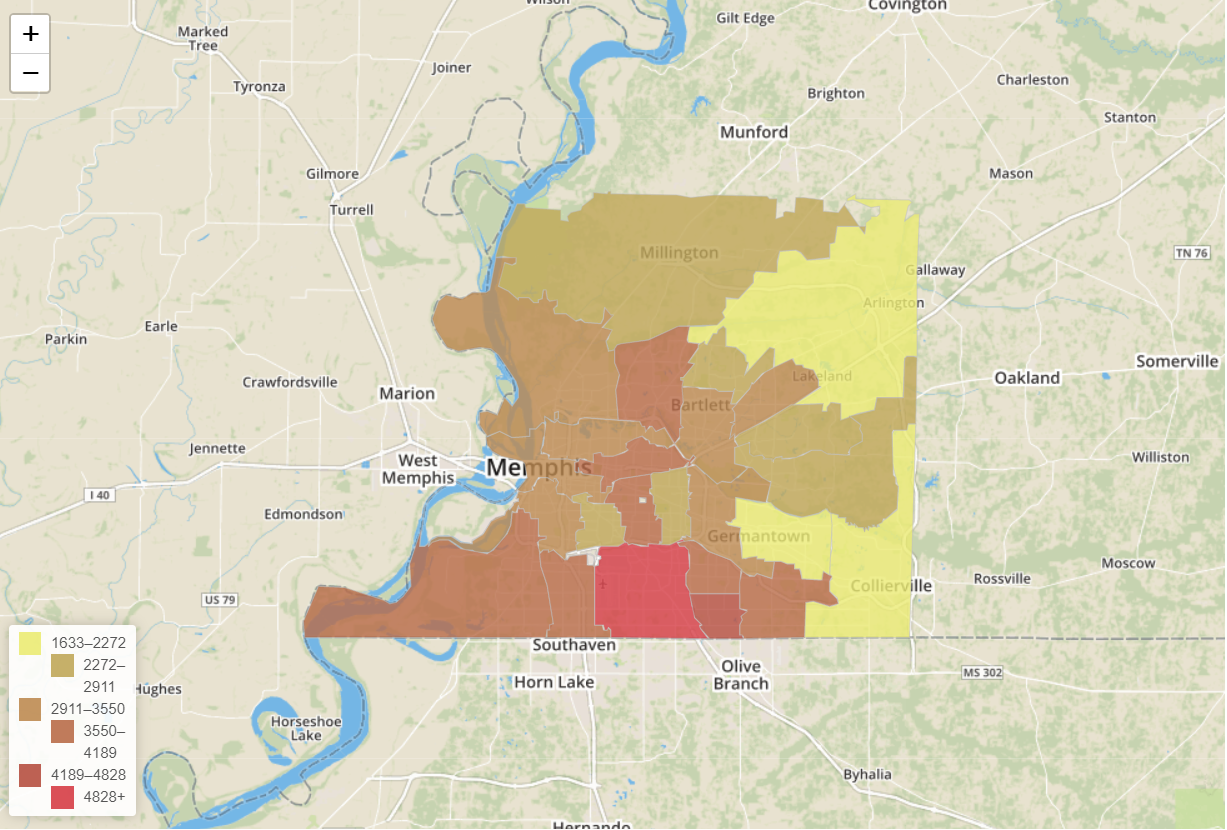 Wilson
Gilt Edge
Covington
+
−
Marked
Tree
Joiner
Tyronza
Charleston
Brighton
Stanton
Munford
Gilmore
Mason
Turrell
Millington
TN 76
Gallaway
Arlington
Earle
Parkin
Somerville
Crawfordsville
Lakeland
Oakland
Marion
Bartlett
Jennette
West
Memphis
Memphis
Williston
I 40
Edmondson
Germantown
Moscow
Rossville
Collierville
US 79
Southaven
Olive
Branch
MS 302
Horn Lake
Hughes
Horseshoe
Lake
Byhalia
Hernando
1633–2272
2272–
2911
2911–3550
3550–
4189
4189–4828
4828+